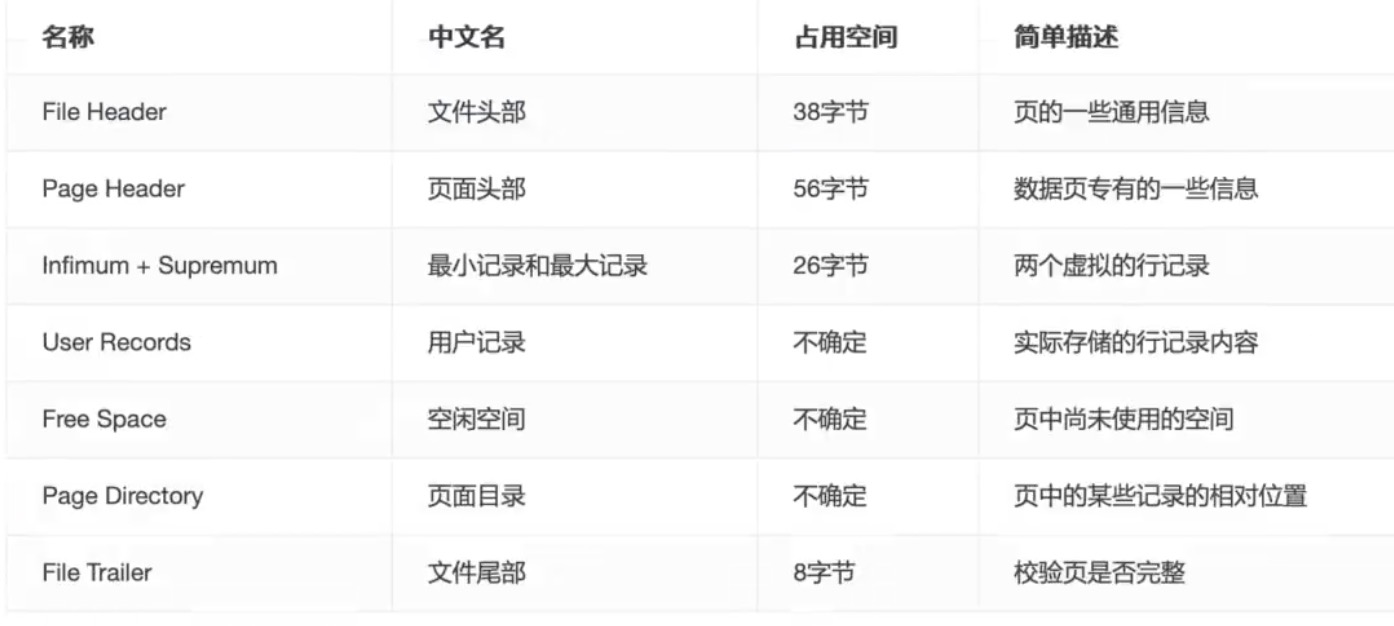 名称 中文名 占用空间 简单描述
File Header 文件头部 38字节 页的一些通用信息
Page Header 页面头部 56字节 数据页专有的一些信息
Infimum + Supremum 最小记录和最大记录 26字节 两个虚拟的行记录
User Records 用户记录 不确定 实际存储的行记录内容
Free Space 空闲空间 不确定 页中尚未使用的空间
Page Directory 页面目录 不确定 页中的某些记录的相对位置
File Trailer 文件尾部 8字节 校验页是否完整